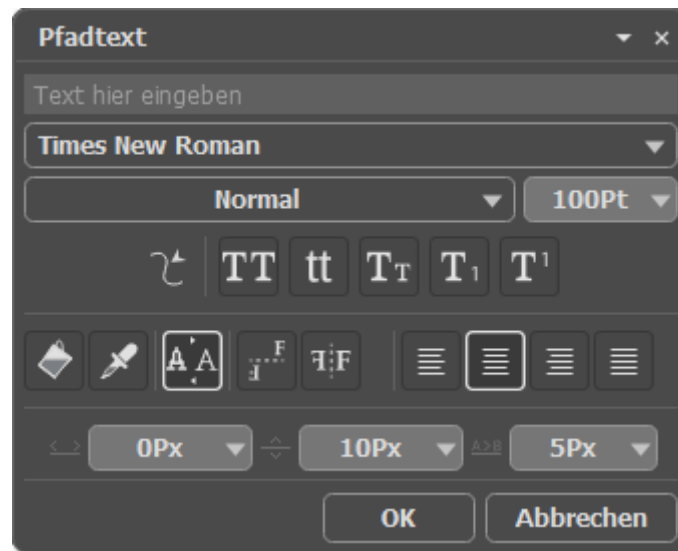 Pfadtext
Text hier eingeben
Times New Roman
Normal 100Pt
TT tt TT T1 T1
A A F F F F
0Px 10Px A>B 5Px
OK Abbrechen